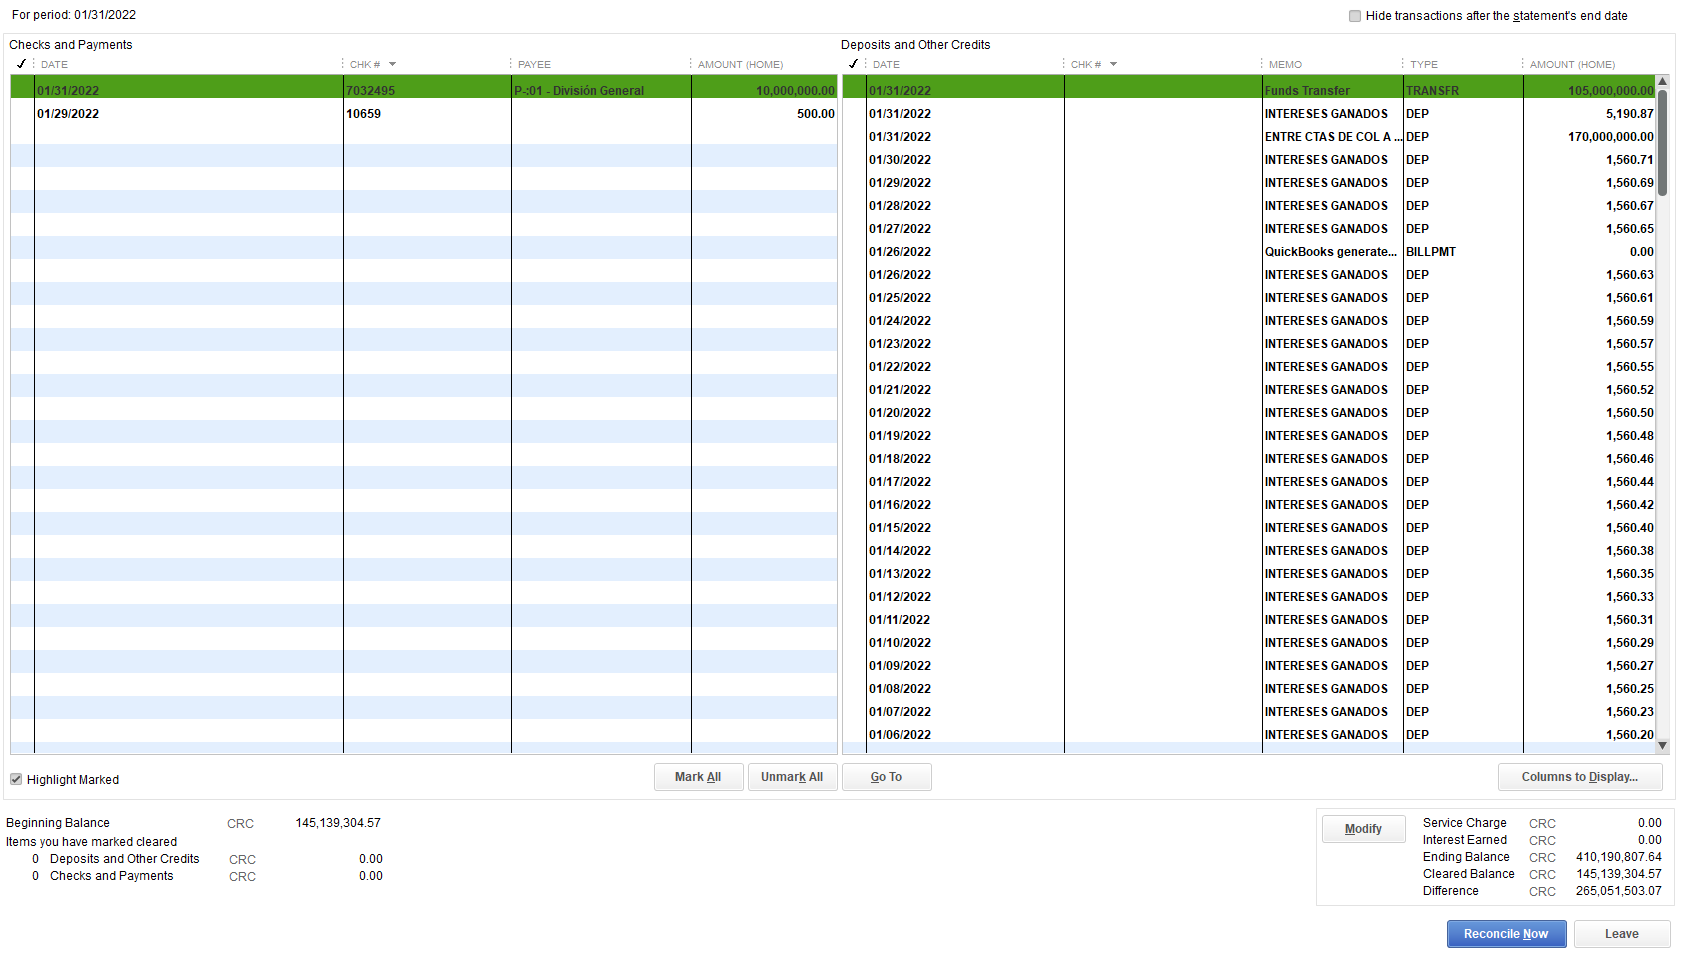 For period: 01/31/2022
Hide transactions after the statement's end date
Checks and Payments
Deposits and Other Credits
✓ DATE CHK # PAYEE AMOUNT (HOME)
✓ DATE CHK # MEMO TYPE AMOUNT (HOME)
01/31/2022 7032495 P-:01 - División General 10,000,000.00
01/29/2022 10659 500.00
01/31/2022 Funds Transfer TRANSFR 105,000,000.00
01/31/2022 INTERESES GANADOS DEP 5,190.87
01/31/2022 ENTRE CTAS DE COL A ... DEP 170,000,000.00
01/30/2022 INTERESES GANADOS DEP 1,560.71
01/29/2022 INTERESES GANADOS DEP 1,560.69
01/28/2022 INTERESES GANADOS DEP 1,560.67
01/27/2022 INTERESES GANADOS DEP 1,560.65
01/26/2022 QuickBooks generate... BILLPMT 0.00
01/26/2022 INTERESES GANADOS DEP 1,560.63
01/25/2022 INTERESES GANADOS DEP 1,560.61
01/24/2022 INTERESES GANADOS DEP 1,560.59
01/23/2022 INTERESES GANADOS DEP 1,560.57
01/22/2022 INTERESES GANADOS DEP 1,560.55
01/21/2022 INTERESES GANADOS DEP 1,560.52
01/20/2022 INTERESES GANADOS DEP 1,560.50
01/19/2022 INTERESES GANADOS DEP 1,560.48
01/18/2022 INTERESES GANADOS DEP 1,560.46
01/17/2022 INTERESES GANADOS DEP 1,560.44
01/16/2022 INTERESES GANADOS DEP 1,560.42
01/15/2022 INTERESES GANADOS DEP 1,560.40
01/14/2022 INTERESES GANADOS DEP 1,560.38
01/13/2022 INTERESES GANADOS DEP 1,560.35
01/12/2022 INTERESES GANADOS DEP 1,560.33
01/11/2022 INTERESES GANADOS DEP 1,560.31
01/10/2022 INTERESES GANADOS DEP 1,560.29
01/09/2022 INTERESES GANADOS DEP 1,560.27
01/08/2022 INTERESES GANADOS DEP 1,560.25
01/07/2022 INTERESES GANADOS DEP 1,560.23
01/06/2022 INTERESES GANADOS DEP 1,560.20
Highlight Marked
Mark All
Unmark All
Go To
Columns to Display...
Beginning Balance CRC 145,139,304.57
Items you have marked cleared
0 Deposits and Other Credits CRC 0.00
0 Checks and Payments CRC 0.00
Modify
Service Charge CRC 0.00
Interest Earned CRC 0.00
Ending Balance CRC 410,190,807.64
Cleared Balance CRC 145,139,304.57
Difference CRC 265,051,503.07
Reconcile Now
Leave